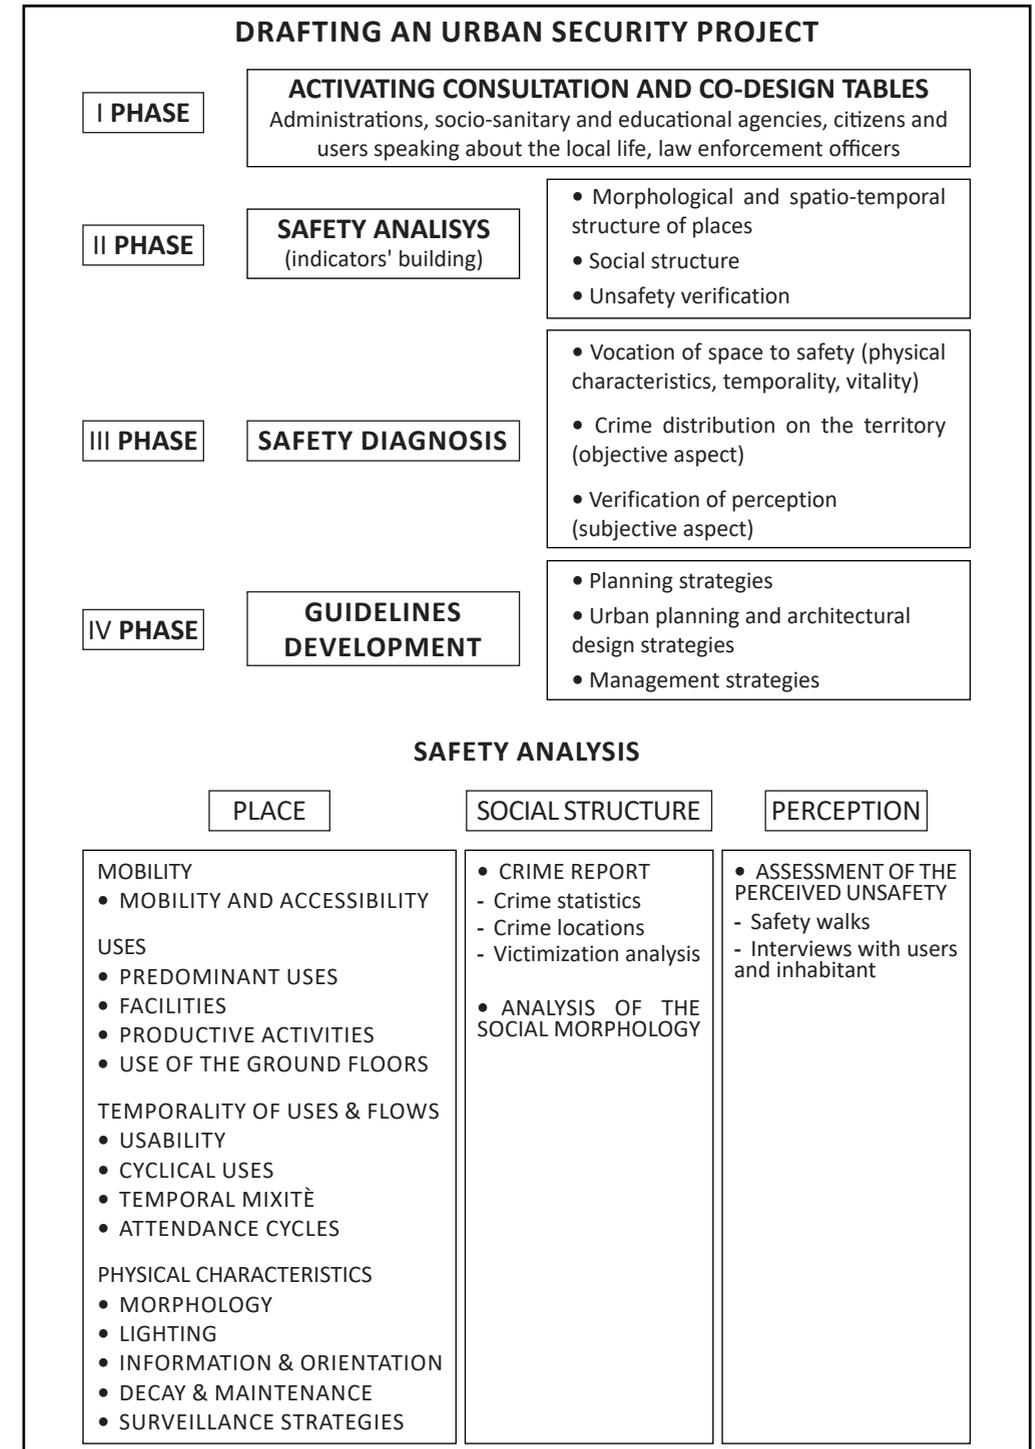 DRAFTING AN URBAN SECURITY PROJECT
I PHASE
ACTIVATING CONSULTATION AND CO-DESIGN TABLES
Administrations, socio-sanitary and educational agencies, citizens and
users speaking about the local life, law enforcement officers
II PHASE
SAFETY ANALISYS
(indicators' building)
• Morphological and spatio-temporal
structure of places
• Social structure
• Unsafety verification
III PHASE
SAFETY DIAGNOSIS
• Vocation of space to safety (physical
characteristics, temporality, vitality)
• Crime distribution on the territory
(objective aspect)
• Verification of perception
(subjective aspect)
IV PHASE
GUIDELINES
DEVELOPMENT
• Planning strategies
• Urban planning and architectural
design strategies
• Management strategies
SAFETY ANALYSIS
PLACE
MOBILITY
• MOBILITY AND ACCESSIBILITY
USES
• PREDOMINANT USES
• FACILITIES
• PRODUCTIVE ACTIVITIES
• USE OF THE GROUND FLOORS
TEMPORALITY OF USES & FLOWS
• USABILITY
• CYCLICAL USES
• TEMPORAL MIXITÈ
• ATTENDANCE CYCLES
PHYSICAL CHARACTERISTICS
• MORPHOLOGY
• LIGHTING
• INFORMATION & ORIENTATION
• DECAY & MAINTENANCE
• SURVEILLANCE STRATEGIES
SOCIAL STRUCTURE
• CRIME REPORT
- Crime statistics
- Crime locations
- Victimization analysis
• ANALYSIS OF THE
SOCIAL MORPHOLOGY
PERCEPTION
• ASSESSMENT OF THE
PERCEIVED UNSAFETY
- Safety walks
- Interviews with users
and inhabitant